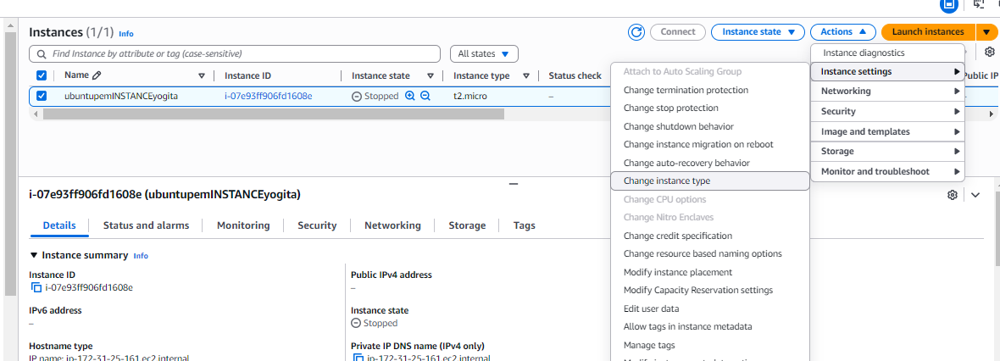 Instances (1/1) Info
Connect
Instance state
Actions
Launch instances
Find Instance by attribute or tag (case-sensitive)
All states
Name
Instance ID
Instance state
Instance type
Status check
Public IP
ubuntupemINSTANCEyogita
i-07e93ff906fd1608e
Stopped
t2.micro
–
Instance diagnostics
Instance settings
Networking
Security
Image and templates
Storage
Monitor and troubleshoot
Attach to Auto Scaling Group
Change termination protection
Change stop protection
Change shutdown behavior
Change instance migration on reboot
Change auto-recovery behavior
Change instance type
Change CPU options
Change Nitro Enclaves
Change credit specification
Change resource based naming options
Modify instance placement
Modify Capacity Reservation settings
Edit user data
Allow tags in instance metadata
Manage tags
i-07e93ff906fd1608e (ubuntupemINSTANCEyogita)
Details
Status and alarms
Monitoring
Security
Networking
Storage
Tags
Instance summary Info
Instance ID
i-07e93ff906fd1608e
Public IPv4 address
–
IPv6 address
–
Instance state
Stopped
Hostname type
IP name: ip-172-31-25-161.ec2.internal
Private IP DNS name (IPv4 only)
ip-172-31-25-161.ec2.internal